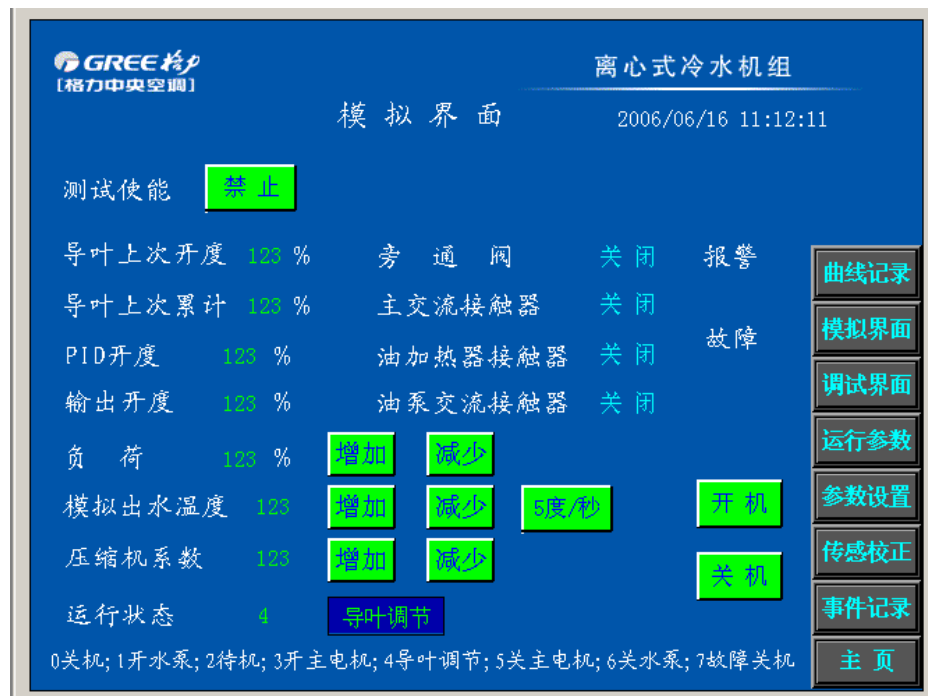 GREE 格力
[格力中央空调]
离心式冷水机组
模拟界面
2006/06/16 11:12:11
测试使能 禁止
导叶上次开度 123 % 旁通阀 关闭 报警
导叶上次累计 123 % 主交流接触器 关闭
故障
PID开度 123 % 油加热器接触器 关闭
输出开度 123 % 油泵交流接触器 关闭
负荷 123 % 增加 减少
模拟出水温度 123 增加 减少 5度/秒 开机
压缩机系数 123 增加 减少 关机
运行状态 4 导叶调节
0关机;1开水泵;2待机;3开主电机;4导叶调节;5关主电机;6关水泵;7故障关机
曲线记录
模拟界面
调试界面
运行参数
参数设置
传感校正
事件记录
主页